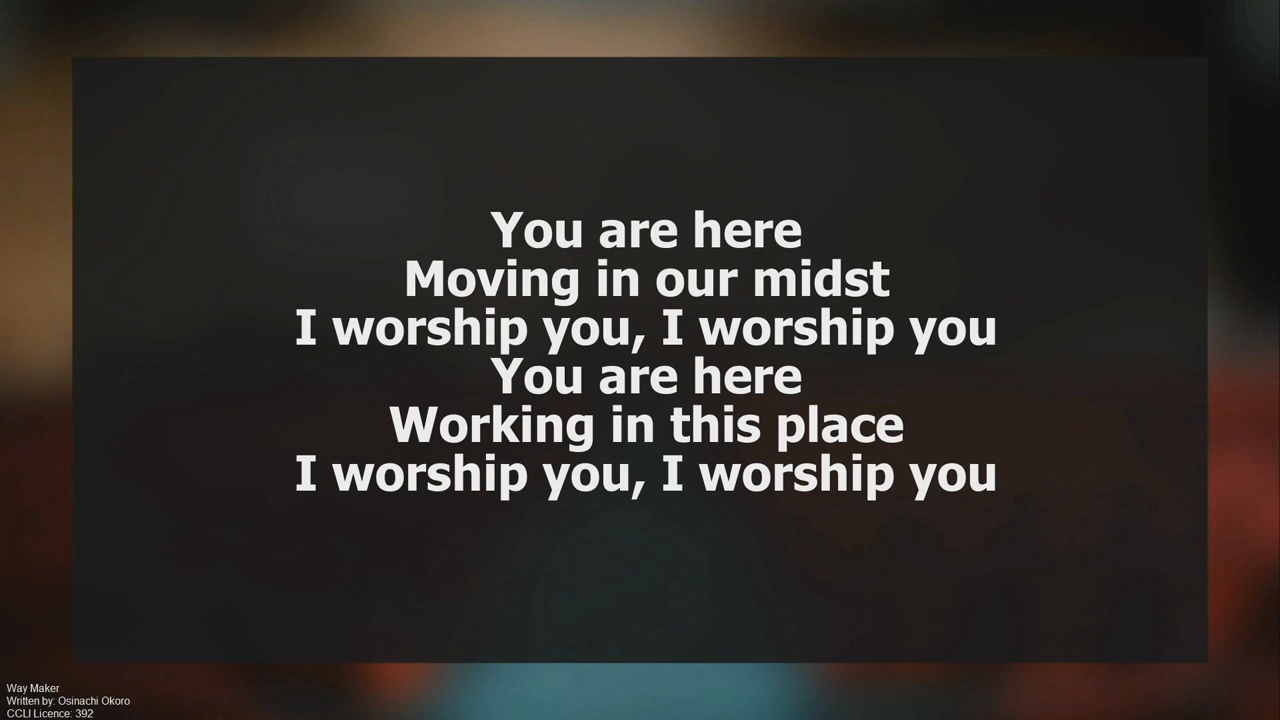 You are here
Moving in our midst
I worship you, I worship you
You are here
Working in this place
I worship you, I worship you
Way Maker
Written by: Osinachi Okoro
CCLI Licence: 392